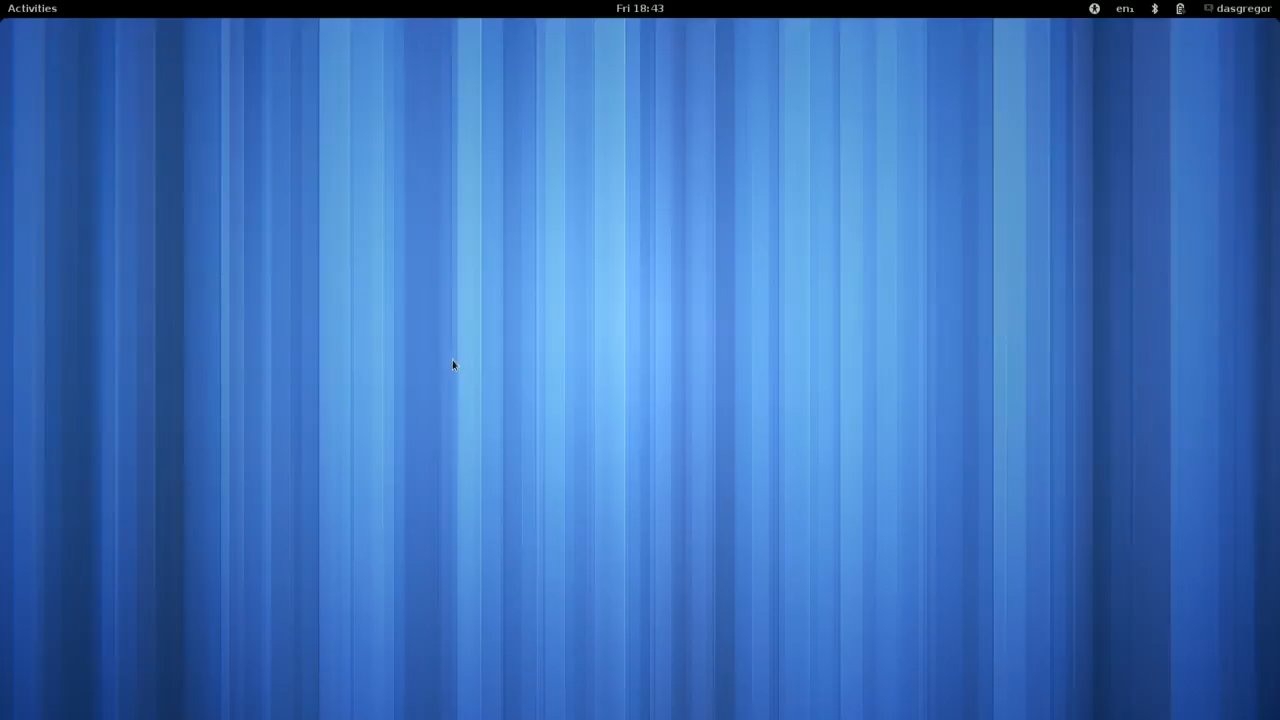 Activities
Fri 18:43
en₁
dasgregor